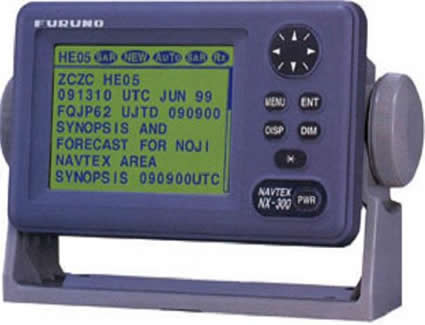 FURUNO
HE05 SAR NEW AUTO SAR Rx
ZCZC HE05
091310 UTC JUN 99
FQJP62 UJTD 090900
SYNOPSIS AND
FORECAST FOR NOJI
NAVTEX AREA
SYNOPSIS 090900UTC
MENU ENT
DISP DIM
NAVTEX
NX-300 PWR